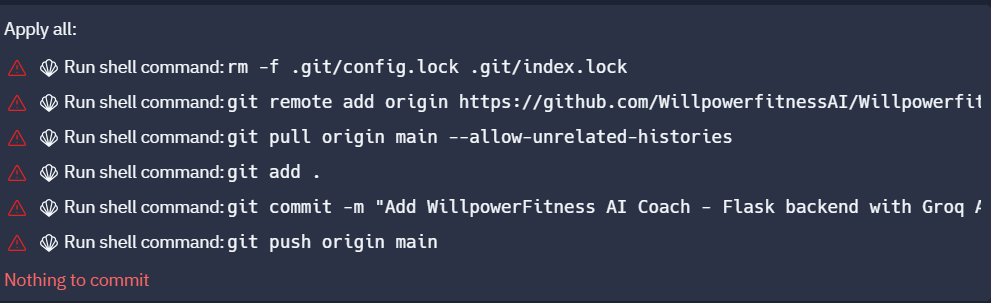 Apply all:
Run shell command: rm -f .git/config.lock .git/index.lock
Run shell command: git remote add origin https://github.com/WillpowerfitnessAI/Willpowerfit
Run shell command: git pull origin main --allow-unrelated-histories
Run shell command: git add .
Run shell command: git commit -m "Add WillpowerFitness AI Coach - Flask backend with Groq A
Run shell command: git push origin main
Nothing to commit